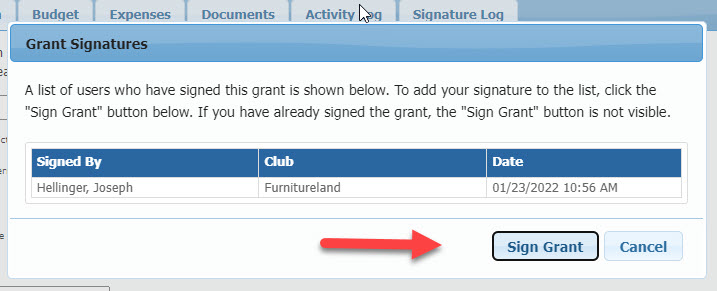 Budget Expenses Documents Activity Log Signature Log
Grant Signatures
A list of users who have signed this grant is shown below. To add your signature to the list, click the
"Sign Grant" button below. If you have already signed the grant, the "Sign Grant" button is not visible.
Signed By Club Date
Hellinger, Joseph Furnitureland 01/23/2022 10:56 AM
Sign Grant Cancel